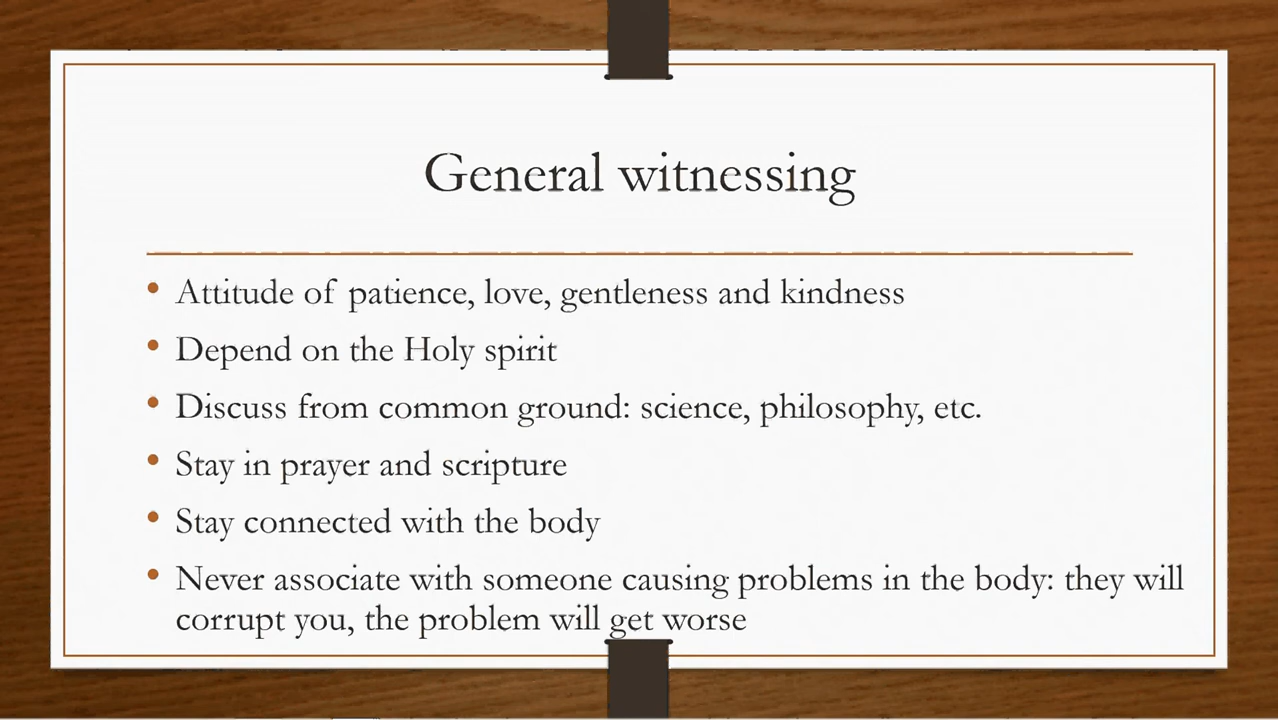 General witnessing
• Attitude of patience, love, gentleness and kindness
• Depend on the Holy spirit
• Discuss from common ground: science, philosophy, etc.
• Stay in prayer and scripture
• Stay connected with the body
• Never associate with someone causing problems in the body: they will
corrupt you, the problem will get worse